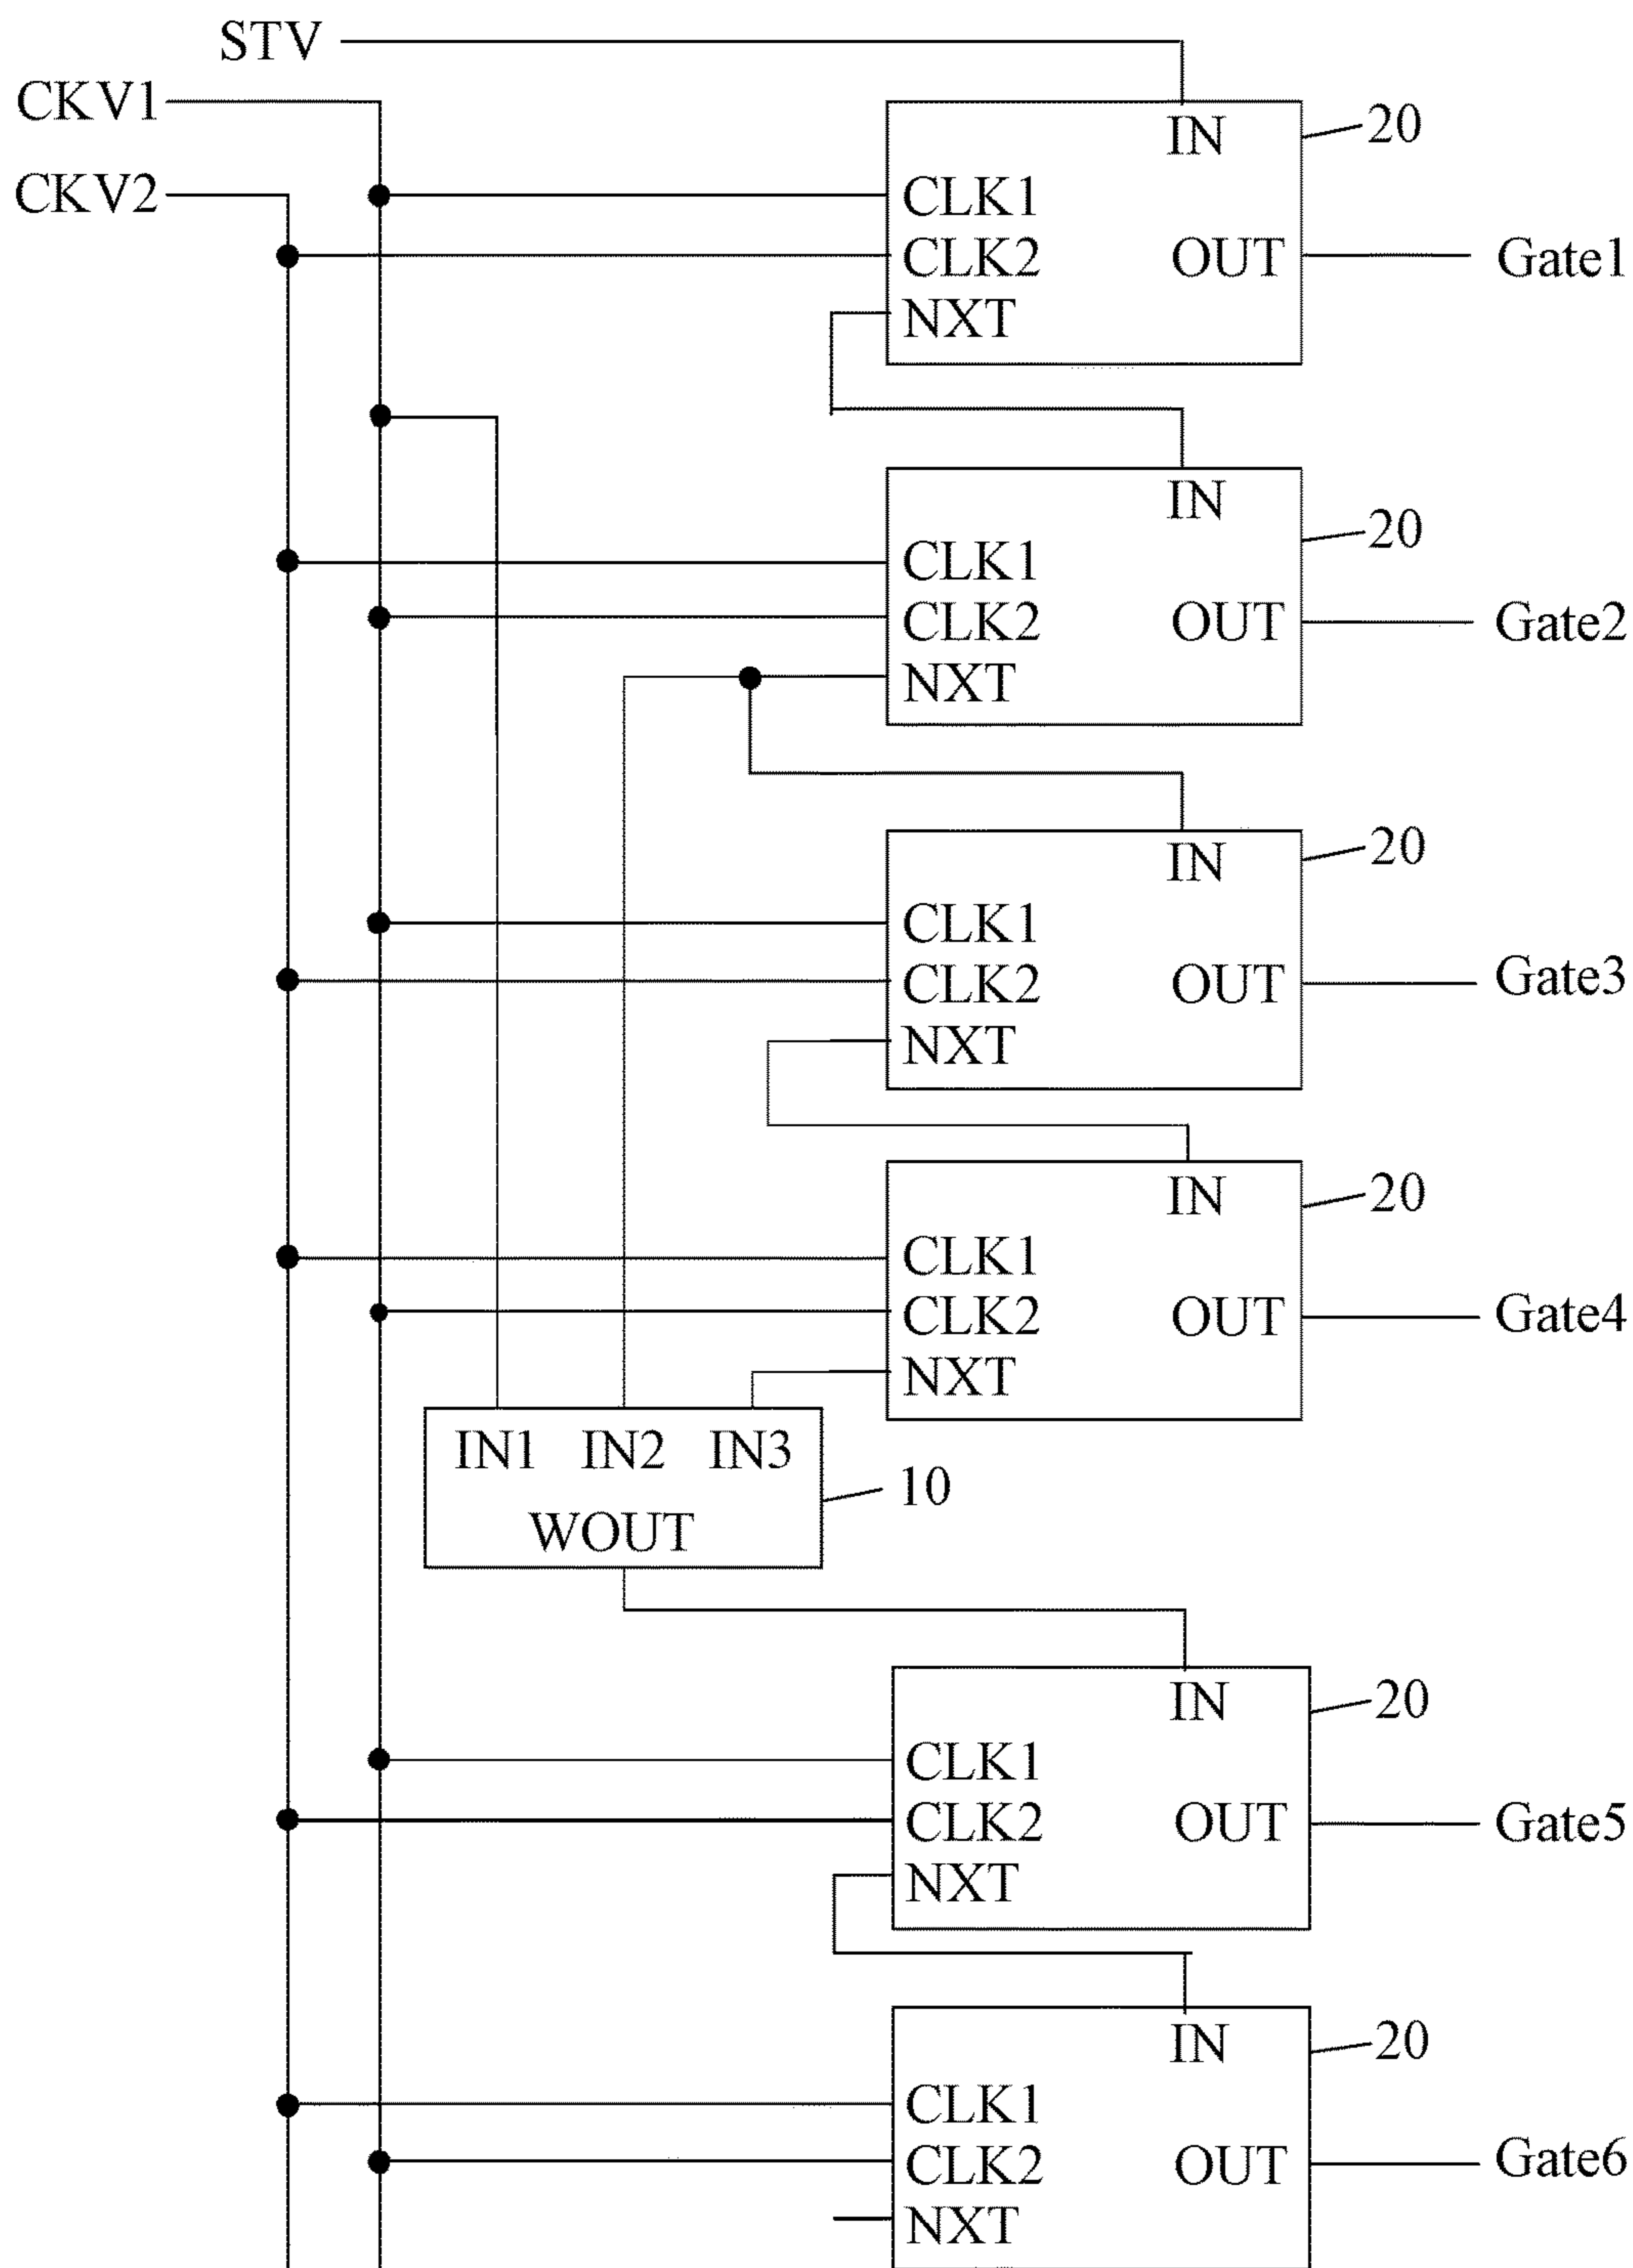 STV
CKV1
CKV2
IN
20
CLK1
CLK2
OUT
Gate1
NXT
IN
20
CLK1
CLK2
OUT
Gate2
NXT
IN
20
CLK1
CLK2
OUT
Gate3
NXT
IN
20
CLK1
CLK2
OUT
Gate4
NXT
IN1 IN2 IN3
10
WOUT
IN
20
CLK1
CLK2
OUT
Gate5
NXT
IN
20
CLK1
CLK2
OUT
Gate6
NXT